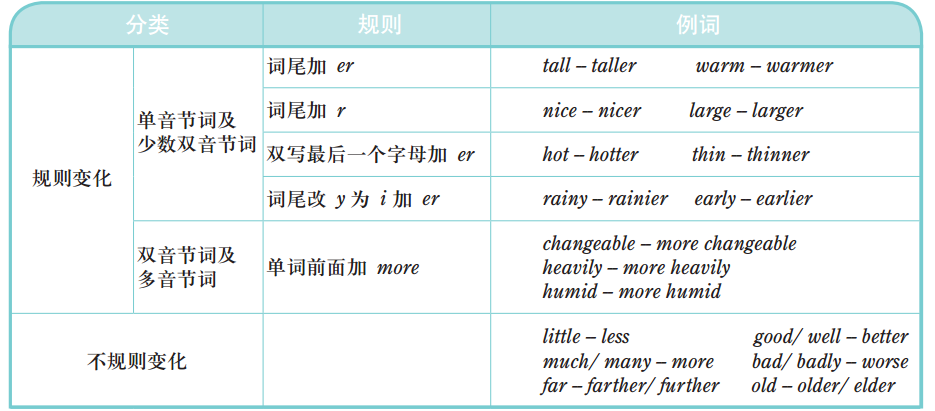 分类 规则 例词
规则变化
单音节词及
少数双音节词
词尾加 er tall – taller warm – warmer
词尾加 r nice – nicer large – larger
双写最后一个字母加 er hot – hotter thin – thinner
词尾改 y 为 i 加 er rainy – rainier early – earlier
双音节词及
多音节词
单词前面加 more
changeable – more changeable
heavily – more heavily
humid – more humid
不规则变化
little – less good/ well – better
much/ many – more bad/ badly – worse
far – farther/ further old – older/ elder